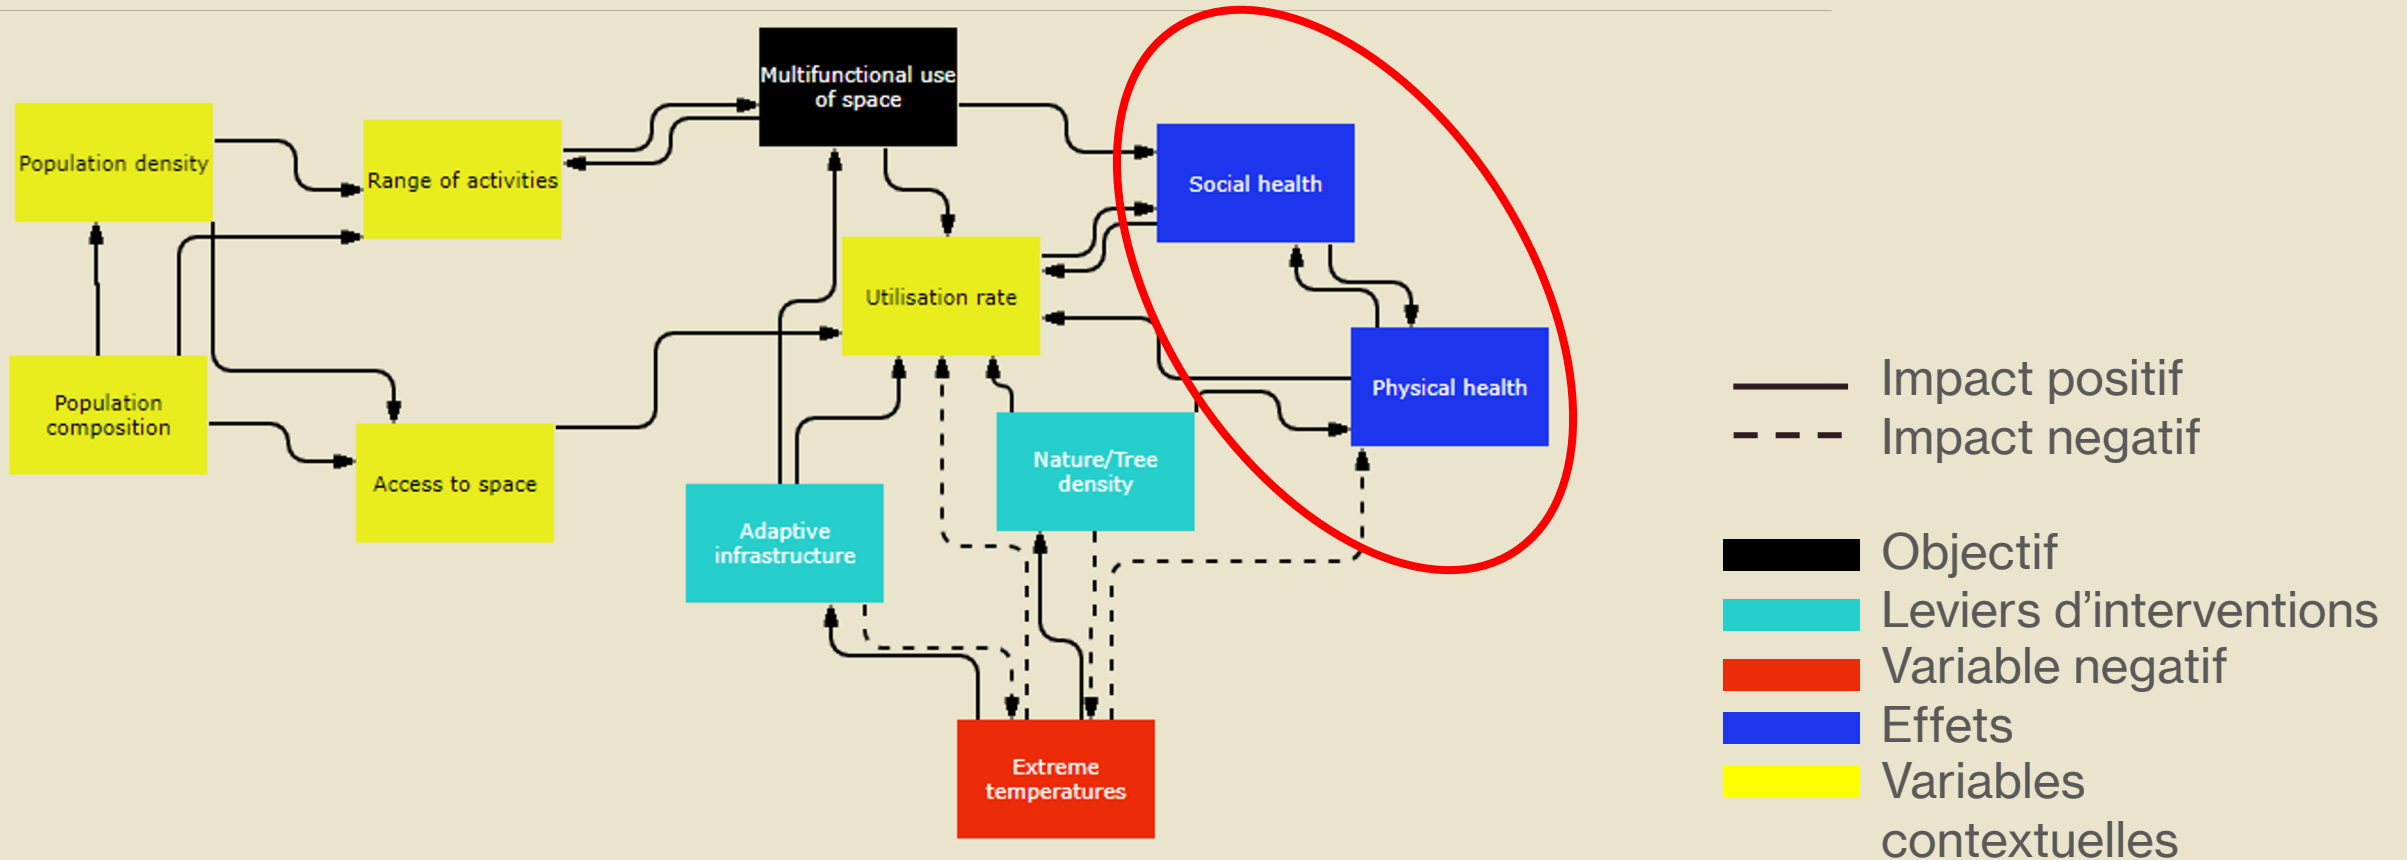 Multifunctional use
of space
Population density
Range of activities
Social health
Utilisation rate
Population
composition
Access to space
Physical health
Nature/Tree
density
Adaptive
infrastructure
Extreme
temperatures
Impact positif
Impact negatif
Objectif
Leviers d’interventions
Variable negatif
Effets
Variables
contextuelles